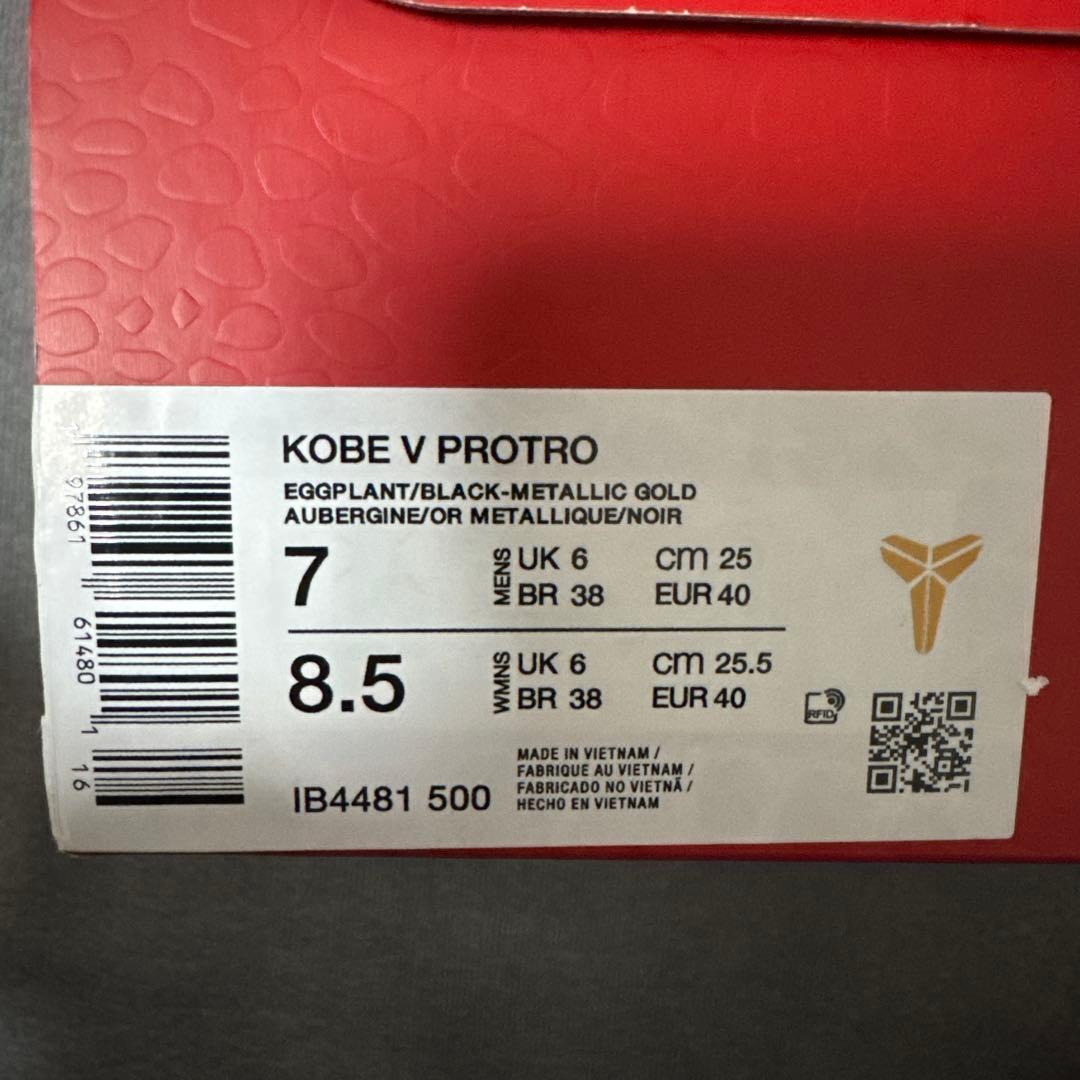 KOBE V PROTRO
EGGPLANT/BLACK-METALLIC GOLD
AUBERGINE/OR METALLIQUE/NOIR
7 MENS UK 6 cm 25
BR 38 EUR 40
8.5 WMNS UK 6 cm 25.5
BR 38 EUR 40
RFID
MADE IN VIETNAM /
FABRIQUE AU VIETNAM /
FABRICADO NO VIETNÃ /
HECHO EN VIETNAM
IB4481 500
1 97861 61480 1 16